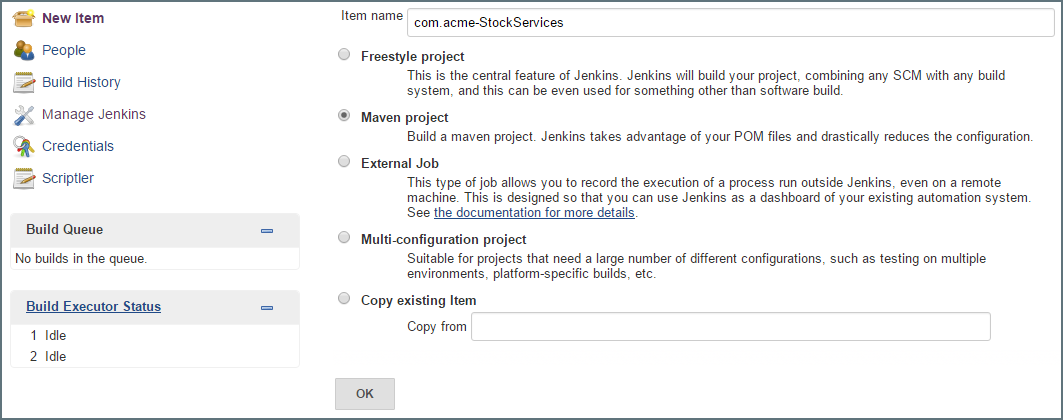 New Item
People
Build History
Manage Jenkins
Credentials
Scriptler
Build Queue
No builds in the queue.
Build Executor Status
1 Idle
2 Idle
Item name com.acme-StockServices
Freestyle project
This is the central feature of Jenkins. Jenkins will build your project, combining any SCM with any build
system, and this can be even used for something other than software build.
Maven project
Build a maven project. Jenkins takes advantage of your POM files and drastically reduces the configuration.
External Job
This type of job allows you to record the execution of a process run outside Jenkins, even on a remote
machine. This is designed so that you can use Jenkins as a dashboard of your existing automation system.
See the documentation for more details.
Multi-configuration project
Suitable for projects that need a large number of different configurations, such as testing on multiple
environments, platform-specific builds, etc.
Copy existing Item
Copy from
OK